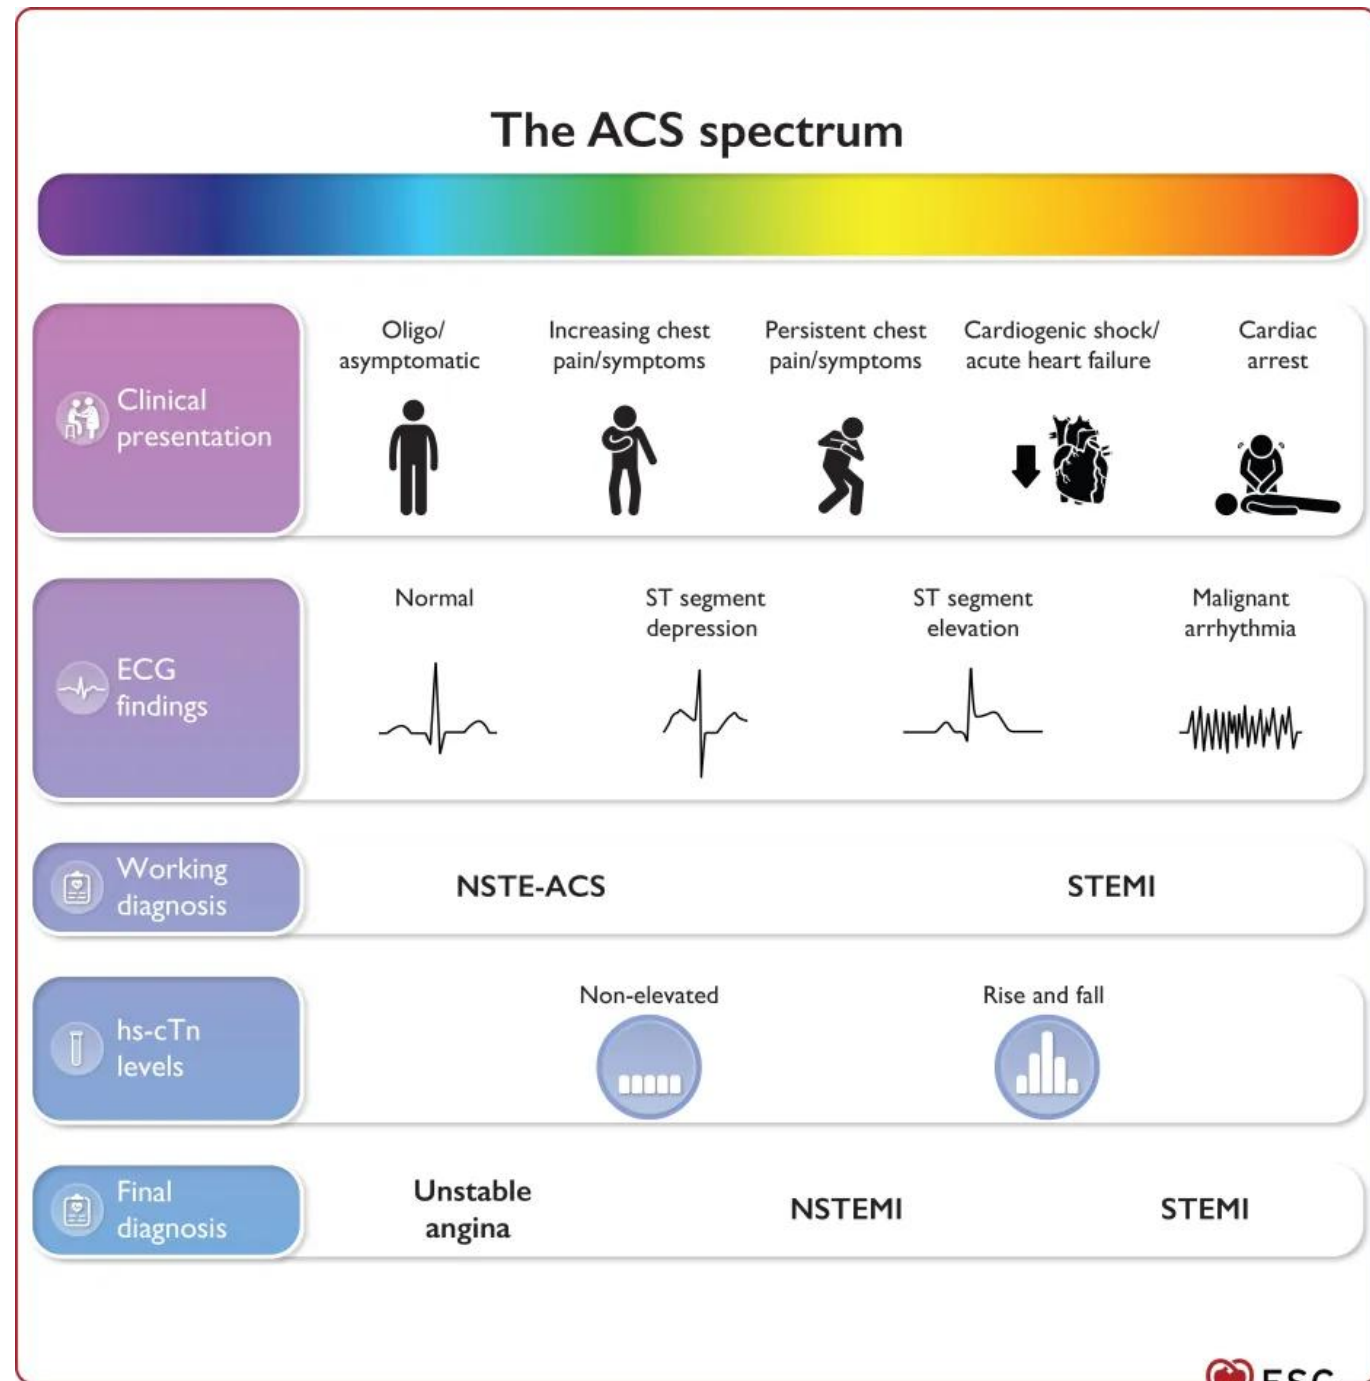 The ACS spectrum
Clinical
presentation
Oligo/
asymptomatic
Increasing chest
pain/symptoms
Persistent chest
pain/symptoms
Cardiogenic shock/
acute heart failure
Cardiac
arrest
ECG
findings
Normal
ST segment
depression
ST segment
elevation
Malignant
arrhythmia
Working
diagnosis
NSTE-ACS
STEMI
hs-cTn
levels
Non-elevated
Rise and fall
Final
diagnosis
Unstable
angina
NSTEMI
STEMI
ESC